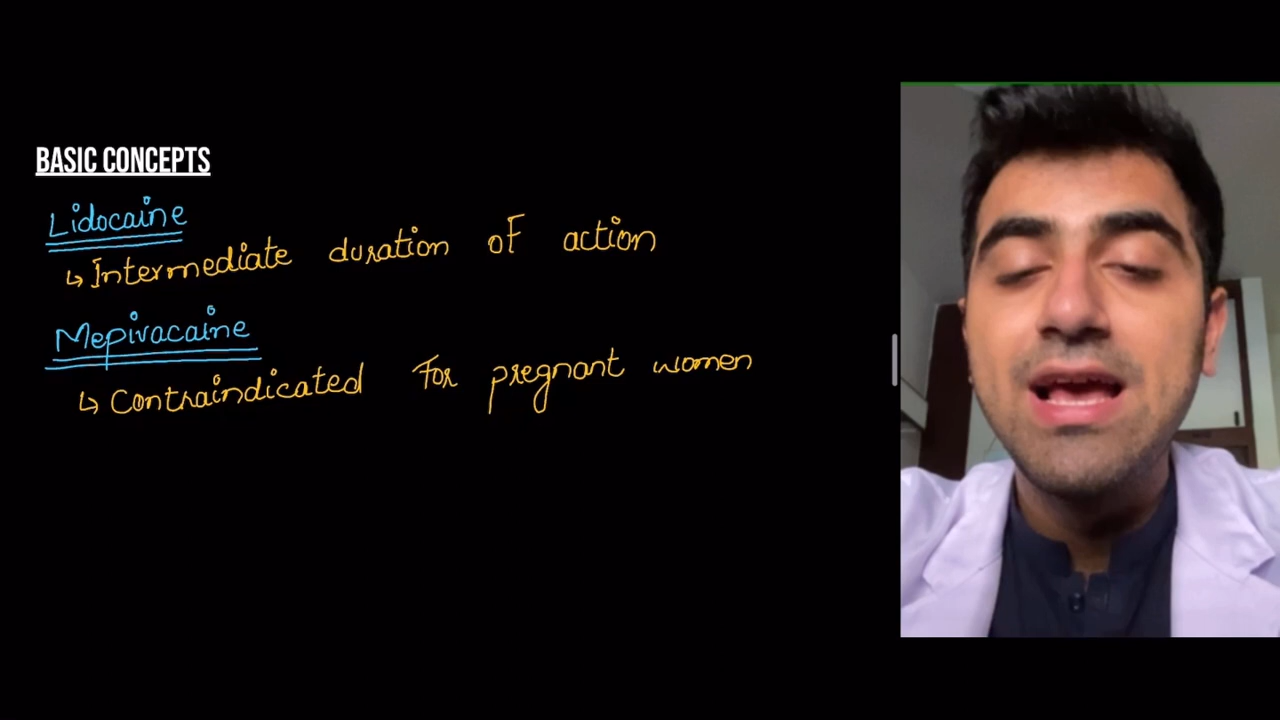 BASIC CONCEPTS
Lidocaine
↳ Intermediate duration of action
Mepivacaine
↳ Contraindicated for pregnant women